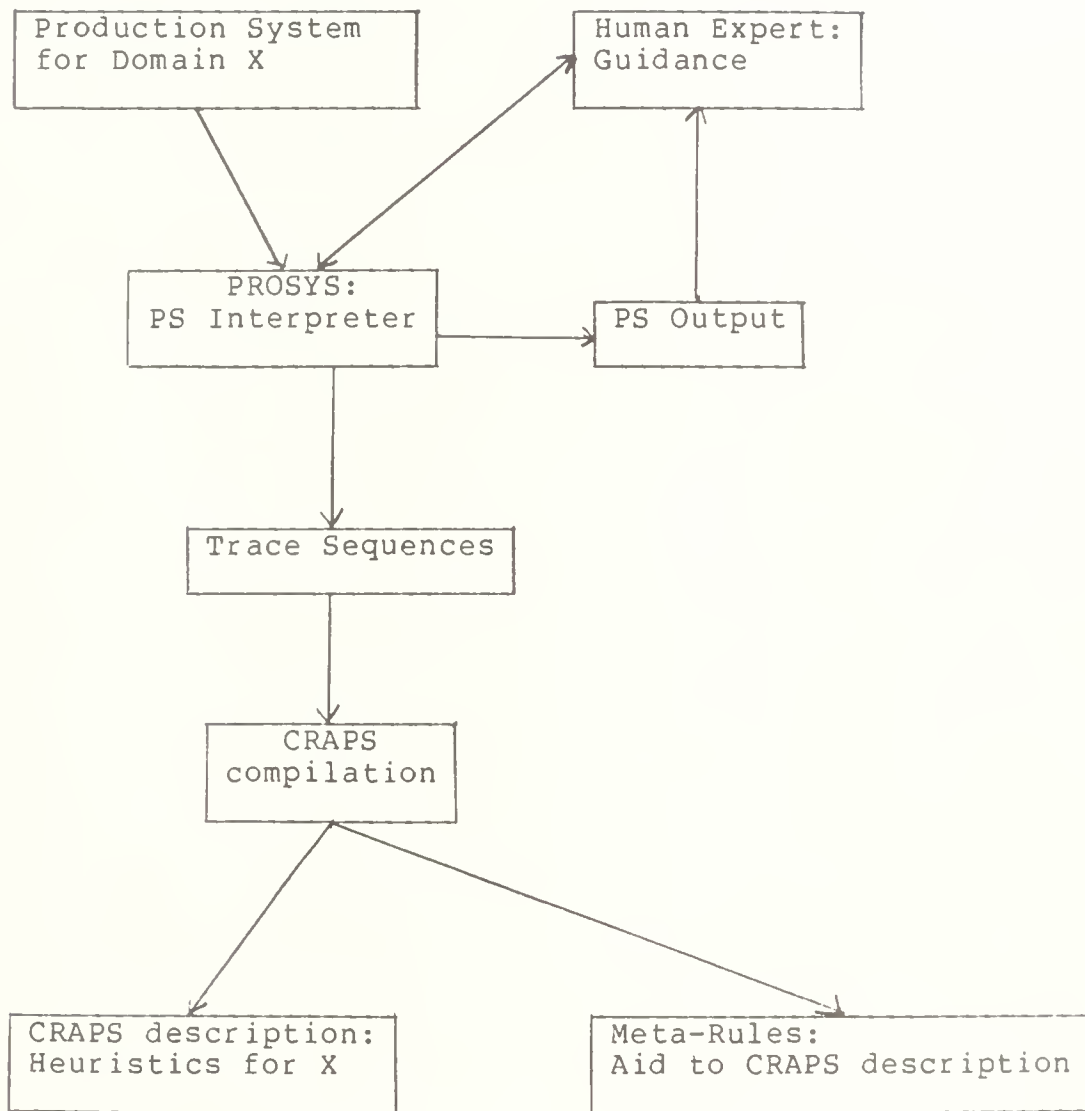 Production System
for Domain X
Human Expert:
Guidance
PROSYS:
PS Interpreter
PS Output
Trace Sequences
CRAPS
compilation
CRAPS description:
Heuristics for X
Meta-Rules:
Aid to CRAPS description